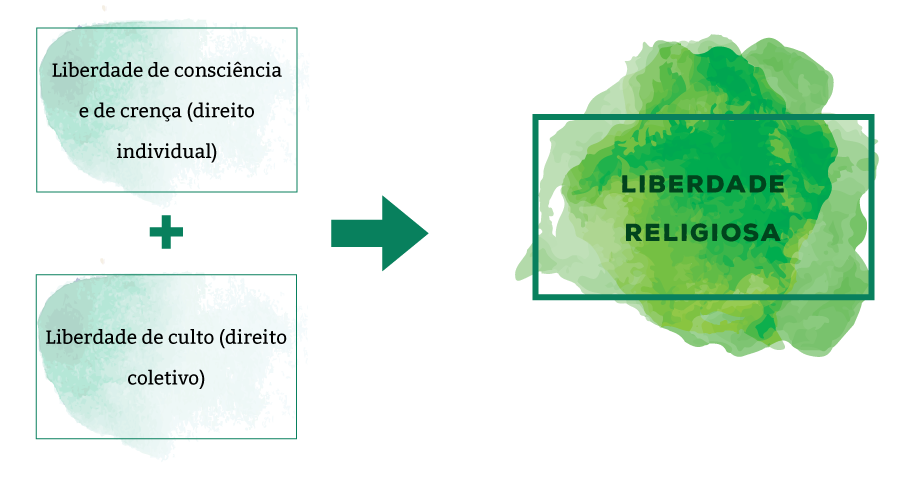 Liberdade de consciência
e de crença (direito
individual)
+
Liberdade de culto (direito
coletivo)
LIBERDADE
RELIGIOSA